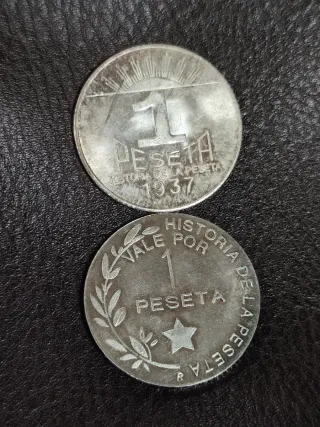 1
PESETA
HISTORIA DE LA PESETA
1937
HISTORIA DE LA PESETA
VALE POR
1
PESETA
R